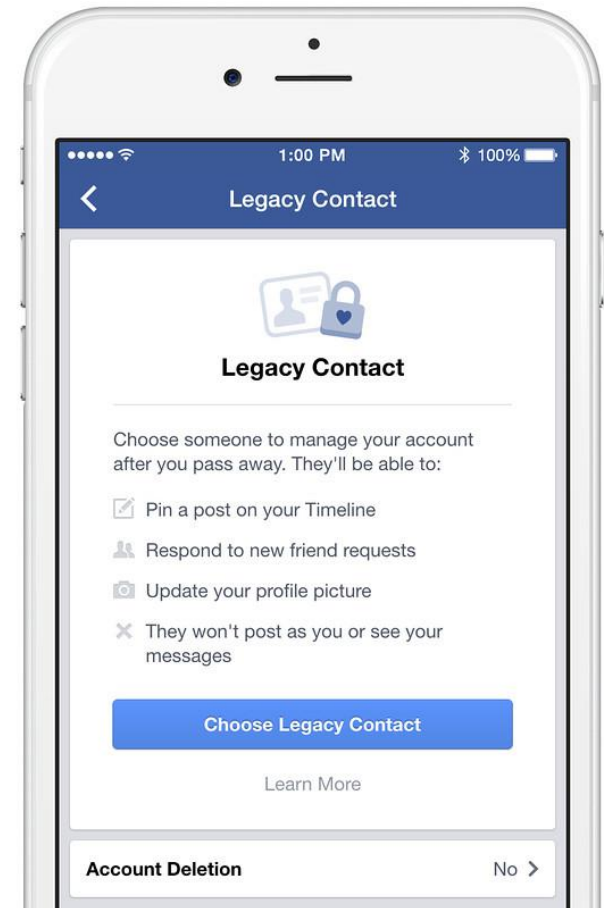 1:00 PM
100%
Legacy Contact
Legacy Contact
Choose someone to manage your account
after you pass away. They'll be able to:
Pin a post on your Timeline
Respond to new friend requests
Update your profile picture
They won't post as you or see your
messages
Choose Legacy Contact
Learn More
Account Deletion No